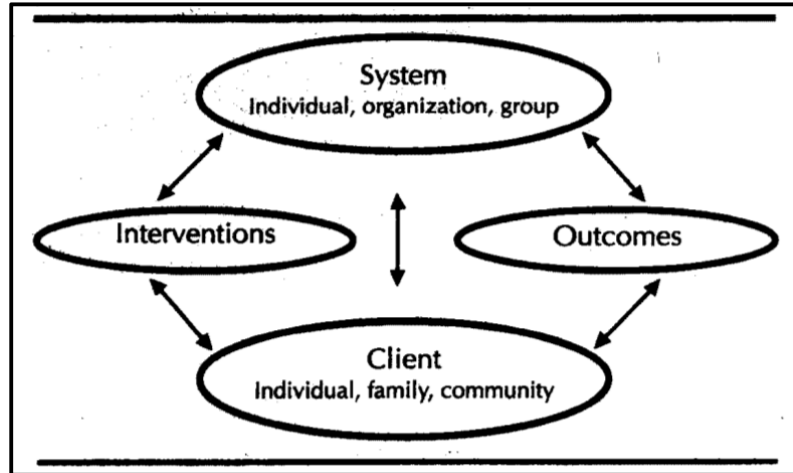 System
Individual, organization, group
Interventions
Outcomes
Client
Individual, family, community